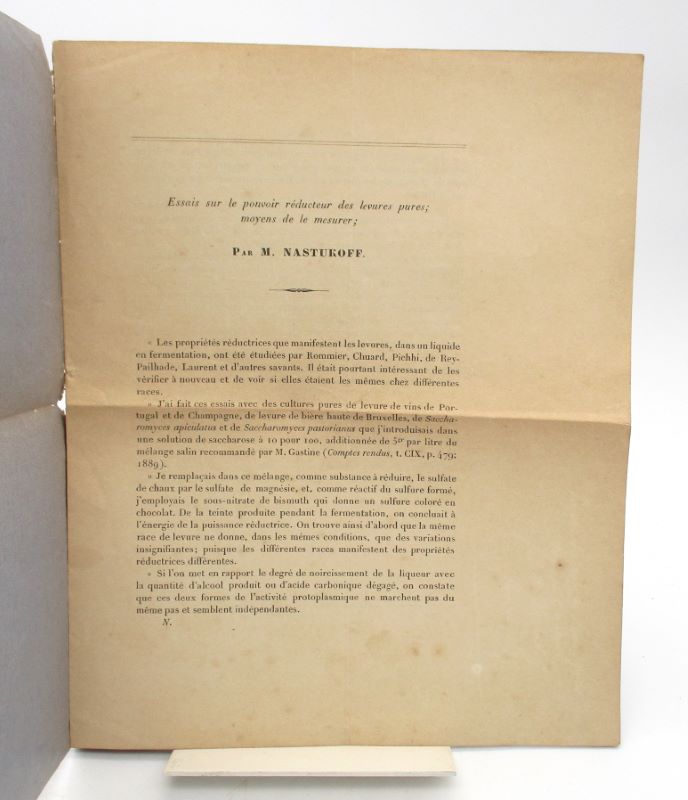 Essais sur le pouvoir réducteur des levures pures;
moyens de le mesurer;
Par M. NASTUKOFF.
« Les propriétés réductrices que manifestent les levures, dans un liquide
en fermentation, ont été étudiées par Rommier, Chuard, Pichhi, de Rey-
Pailhade, Laurent et d'autres savants. Il était pourtant intéressant de les
vérifier à nouveau et de voir si elles étaient les mêmes chez différentes
races.
« J'ai fait ces essais avec des cultures pures de levure de vins de Por-
tugal et de Champagne, de levure de bière haute de Bruxelles, de Saccha-
romyces apiculatus et de Saccharomyces pastorianus que j'introduisais dans
une solution de saccharose à 10 pour 100, additionnée de 5gr par litre du
mélange salin recommandé par M. Gastine (Comptes rendus, t. CIX, p. 479;
1889).
« Je remplaçais dans ce mélange, comme substance à réduire, le sulfate
de chaux par le sulfate de magnésie, et, comme réactif du sulfure formé,
j'employais le sous-nitrate de bismuth qui donne un sulfure coloré en
chocolat. De la teinte produite pendant la fermentation, on concluait à
l'énergie de la puissance réductrice. On trouve ainsi d'abord que la même
race de levure ne donne, dans les mêmes conditions, que des variations
insignifiantes; puisque les différentes races manifestent des propriétés
réductrices différentes.
« Si l'on met en rapport le degré de noircissement de la liqueur avec
la quantité d'alcool produit ou d'acide carbonique dégagé, on constate
que ces deux formes de l'activité protoplasmique ne marchent pas du
même pas et semblent indépendantes.
N.